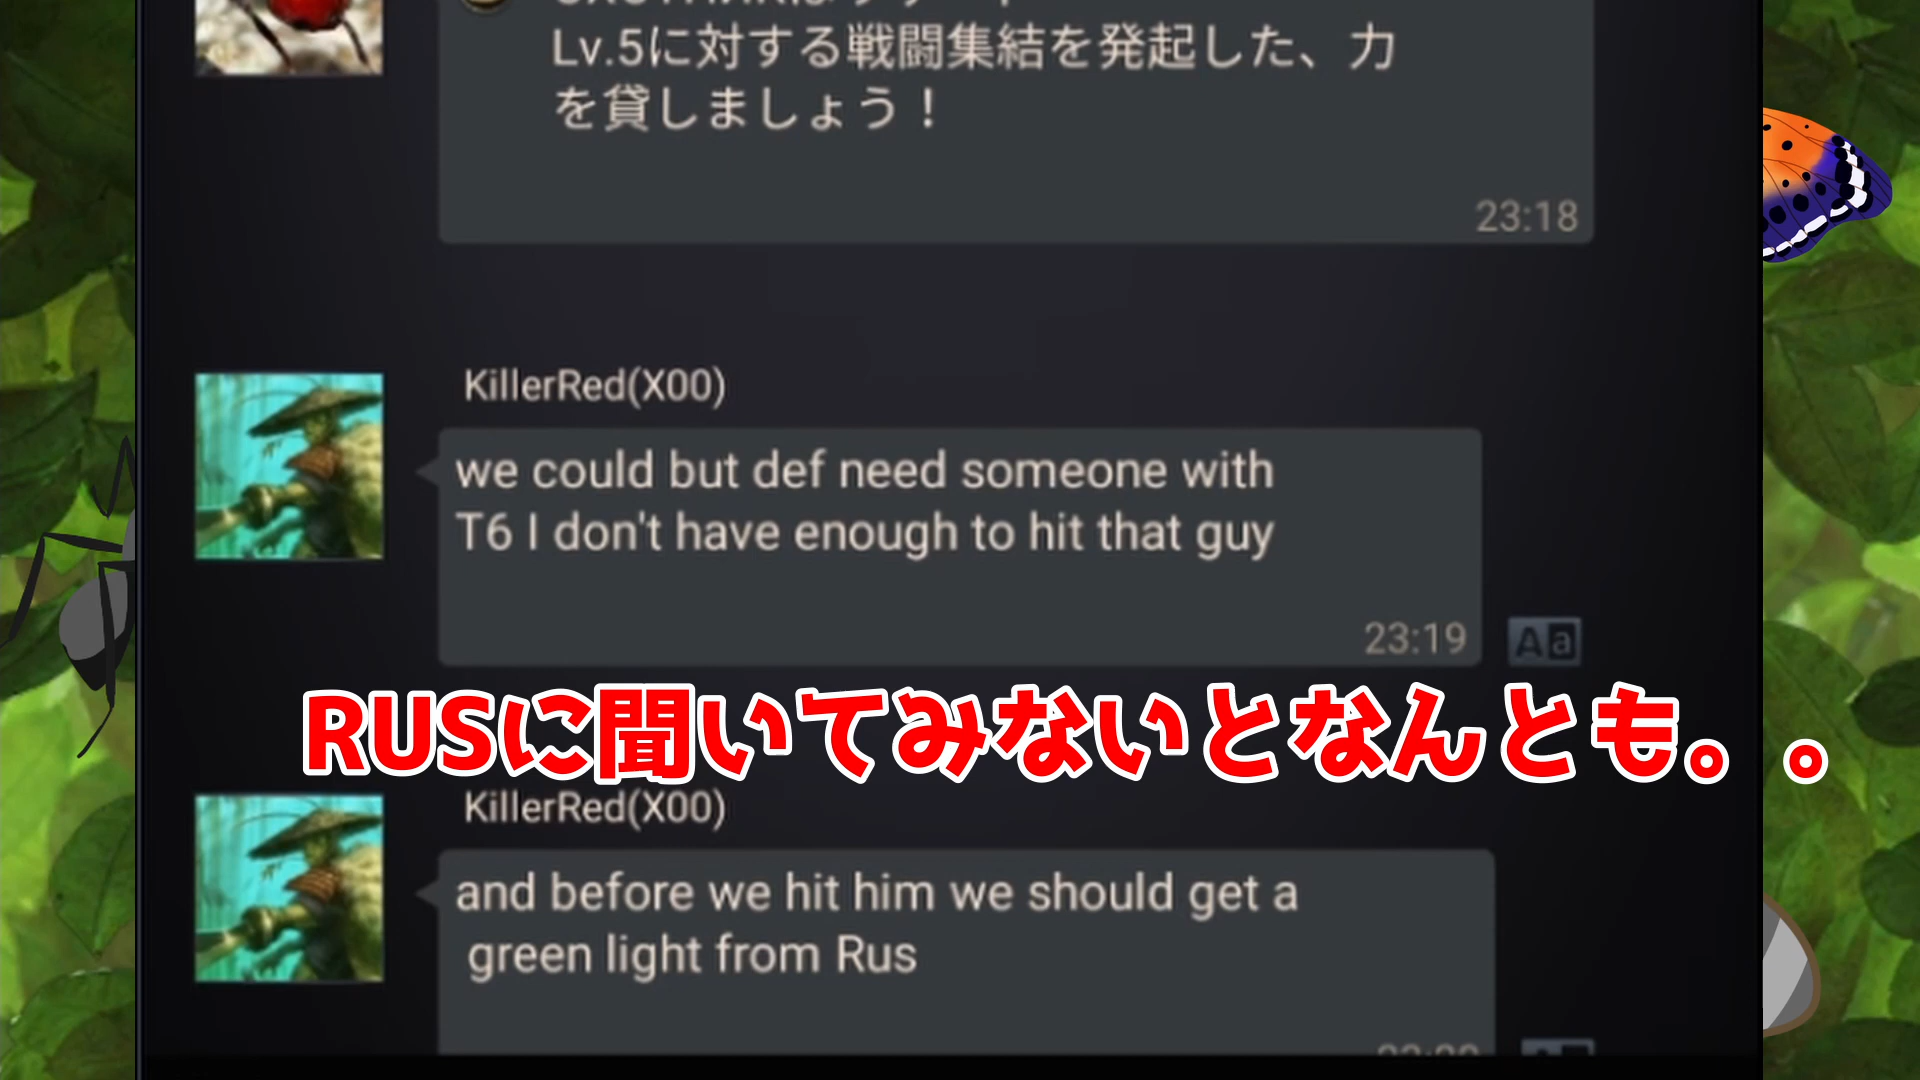 Lv.5に対する戦闘集結を発起した、力
を貸しましょう！
23:18
KillerRed(X00)
we could but def need someone with
T6 I don't have enough to hit that guy
23:19
Aa
RUSに聞いてみないとなんとも。。
KillerRed(X00)
and before we hit him we should get a
green light from Rus